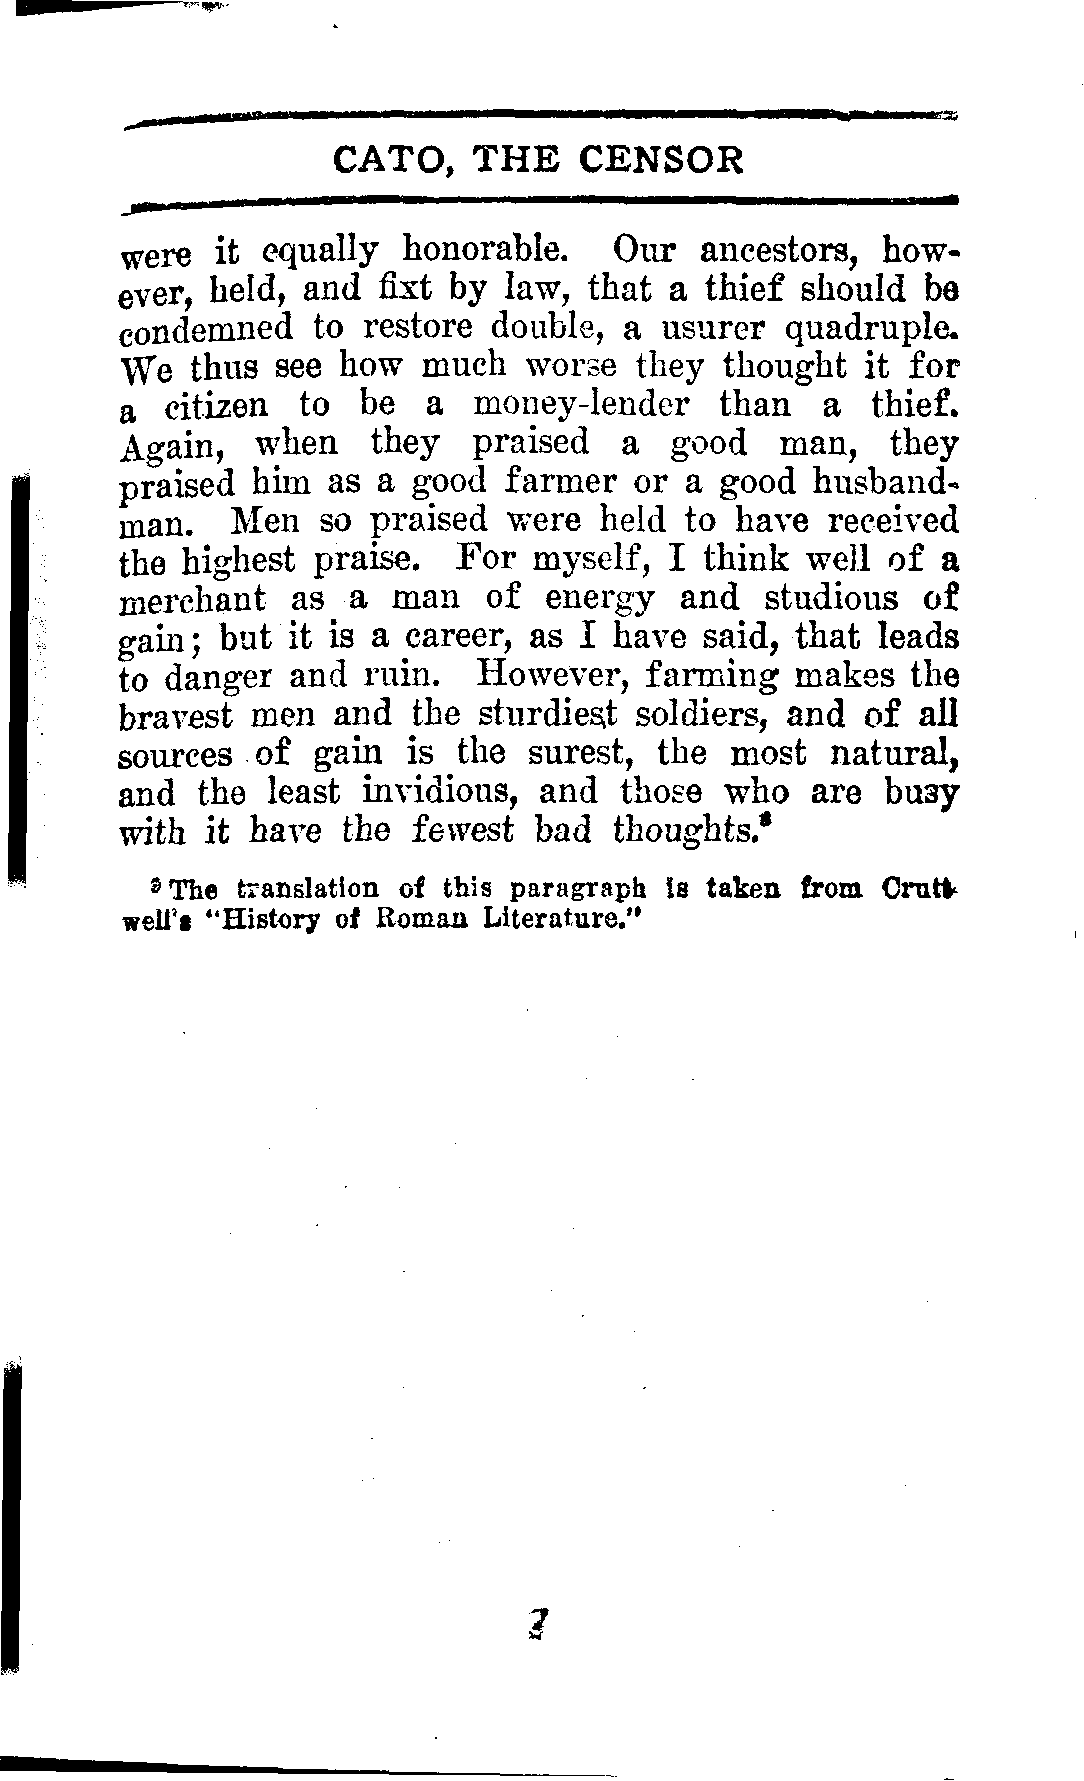 CATO, THE CENSOR
were it equally honorable. Our ancestors, how-
ever, held, and fixt by law, that a thief should be
condemned to restore double, a usurer quadruple.
We thus see how much worse they thought it for
a citizen to be a money-lender than a thief.
Again, when they praised a good man, they
praised him as a good farmer or a good husband-
man. Men so praised were held to have received
the highest praise. For myself, I think well of a
merchant as a man of energy and studious of
gain; but it is a career, as I have said, that leads
to danger and ruin. However, farming makes the
bravest men and the sturdiest soldiers, and of all
sources of gain is the surest, the most natural,
and the least invidious, and those who are busy
with it have the fewest bad thoughts.³
³ The translation of this paragraph is taken from Crutt-
well's "History of Roman Literature."